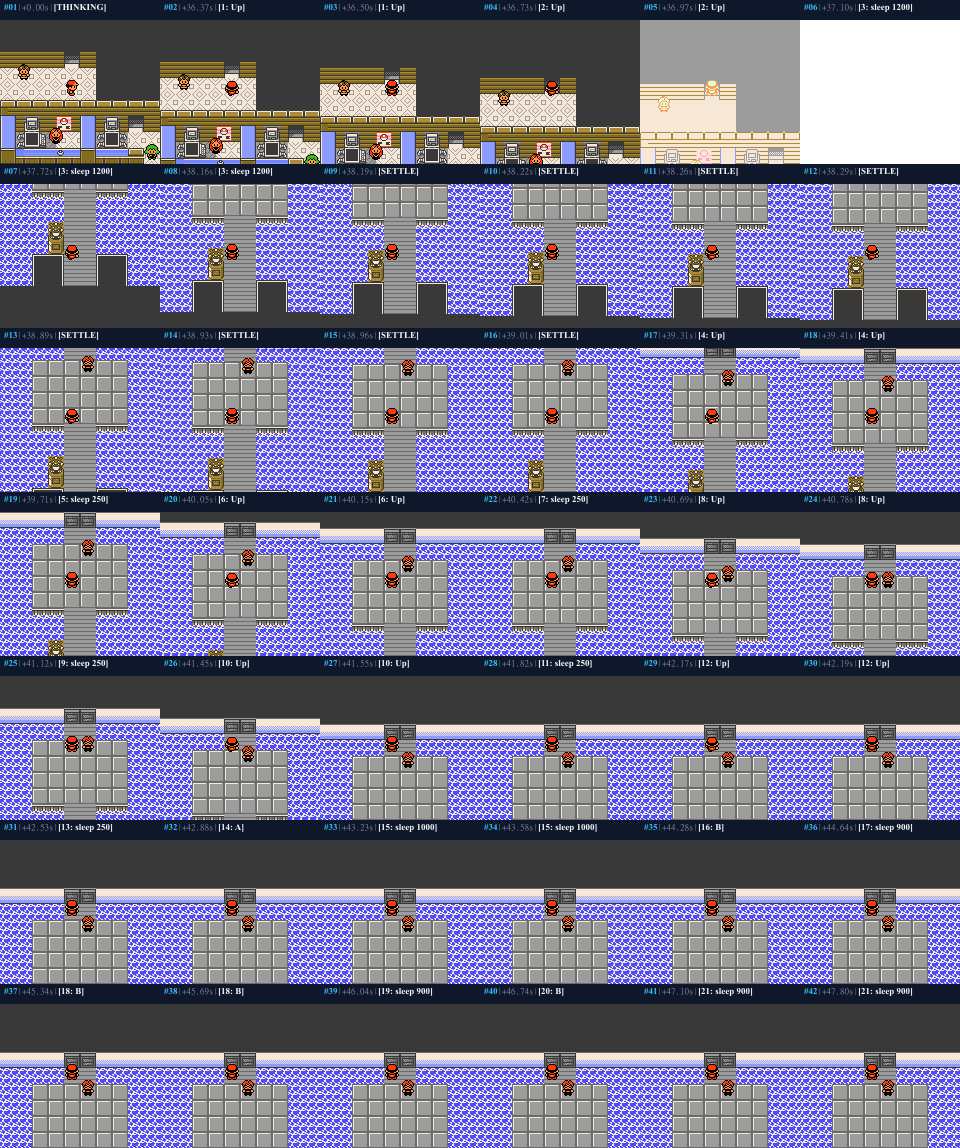 #01|+0.00s| [THINKING]
#02|+36.37s| [1: Up]
#03|+36.50s| [1: Up]
#04|+36.73s| [2: Up]
#05|+36.97s| [2: Up]
#06|+37.10s| [3: sleep 1200]
#07|+37.72s| [3: sleep 1200]
#08|+38.16s| [3: sleep 1200]
#09|+38.19s| [SETTLE]
#10|+38.22s| [SETTLE]
#11|+38.26s| [SETTLE]
#12|+38.29s| [SETTLE]
#13|+38.89s| [SETTLE]
#14|+38.93s| [SETTLE]
#15|+38.96s| [SETTLE]
#16|+39.01s| [SETTLE]
#17|+39.31s| [4: Up]
#18|+39.41s| [4: Up]
#19|+39.71s| [5: sleep 250]
#20|+40.05s| [6: Up]
#21|+40.15s| [6: Up]
#22|+40.42s| [7: sleep 250]
#23|+40.69s| [8: Up]
#24|+40.78s| [8: Up]
#25|+41.12s| [9: sleep 250]
#26|+41.45s| [10: Up]
#27|+41.55s| [10: Up]
#28|+41.82s| [11: sleep 250]
#29|+42.17s| [12: Up]
#30|+42.19s| [12: Up]
#31|+42.53s| [13: sleep 250]
#32|+42.88s| [14: A]
#33|+43.23s| [15: sleep 1000]
#34|+43.58s| [15: sleep 1000]
#35|+44.28s| [16: B]
#36|+44.64s| [17: sleep 900]
#37|+45.34s| [18: B]
#38|+45.69s| [18: B]
#39|+46.04s| [19: sleep 900]
#40|+46.74s| [20: B]
#41|+47.10s| [21: sleep 900]
#42|+47.80s| [21: sleep 900]